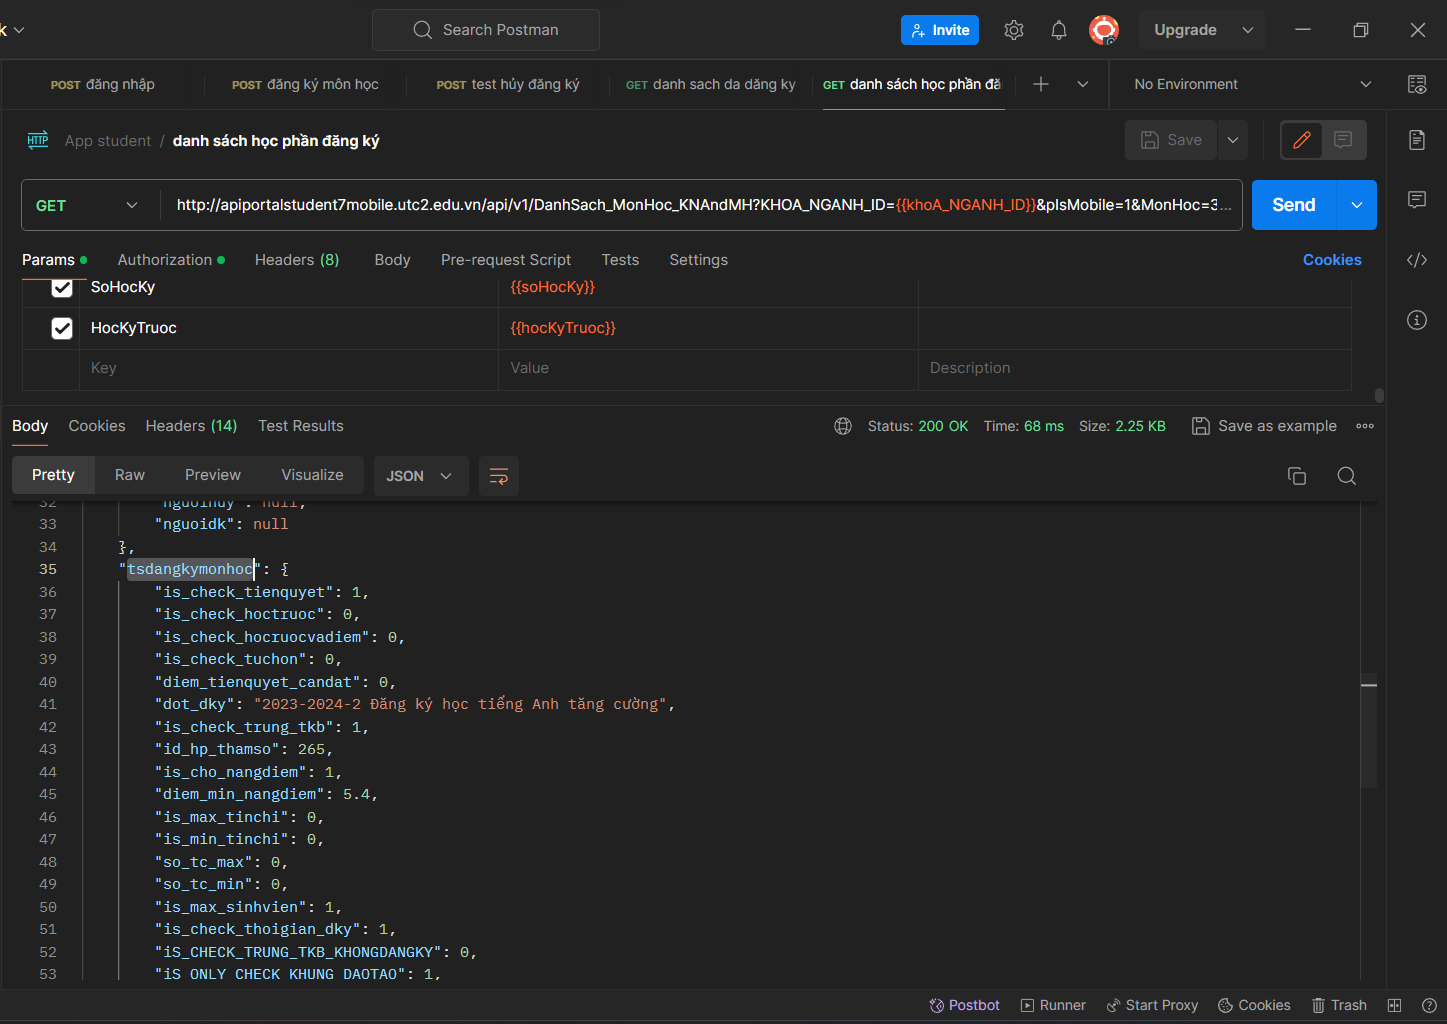 k
Search Postman
Invite
Upgrade
POST đăng nhập
POST đăng ký môn học
POST test hủy đăng ký
GET danh sach da dăng ky
GET danh sách học phần đã
No Environment
HTTP
App student / danh sách học phần đăng ký
Save
GET
http://apiportalstudent7mobile.utc2.edu.vn/api/v1/DanhSach_MonHoc_KNAndMH?KHOA_NGANH_ID={{khoA_NGANH_ID}}&pIsMobile=1&MonHoc=3...
Send
Params
Authorization
Headers (8)
Body
Pre-request Script
Tests
Settings
Cookies
SoHocKy {{soHocKy}}
HocKyTruoc {{hocKyTruoc}}
Key Value Description
Body
Cookies
Headers (14)
Test Results
Status: 200 OK Time: 68 ms Size: 2.25 KB
Save as example
Pretty
Raw
Preview
Visualize
JSON
32 "nguoihuy": null,
33 "nguoidk": null
34 },
35 "tsdangkymonhoc": {
36 "is_check_tienquyet": 1,
37 "is_check_hoctruoc": 0,
38 "is_check_hocruocvadiem": 0,
39 "is_check_tuchon": 0,
40 "diem_tienquyet_candat": 0,
41 "dot_dky": "2023-2024-2 Đăng ký học tiếng Anh tăng cường",
42 "is_check_trung_tkb": 1,
43 "id_hp_thamso": 265,
44 "is_cho_nangdiem": 1,
45 "diem_min_nangdiem": 5.4,
46 "is_max_tinchi": 0,
47 "is_min_tinchi": 0,
48 "so_tc_max": 0,
49 "so_tc_min": 0,
50 "is_max_sinhvien": 1,
51 "is_check_thoigian_dky": 1,
52 "iS_CHECK_TRUNG_TKB_KHONGDANGKY": 0,
53 "iS_ONLY_CHECK_KHUNG_DAOTAO": 1,
Postbot
Runner
Start Proxy
Cookies
Trash